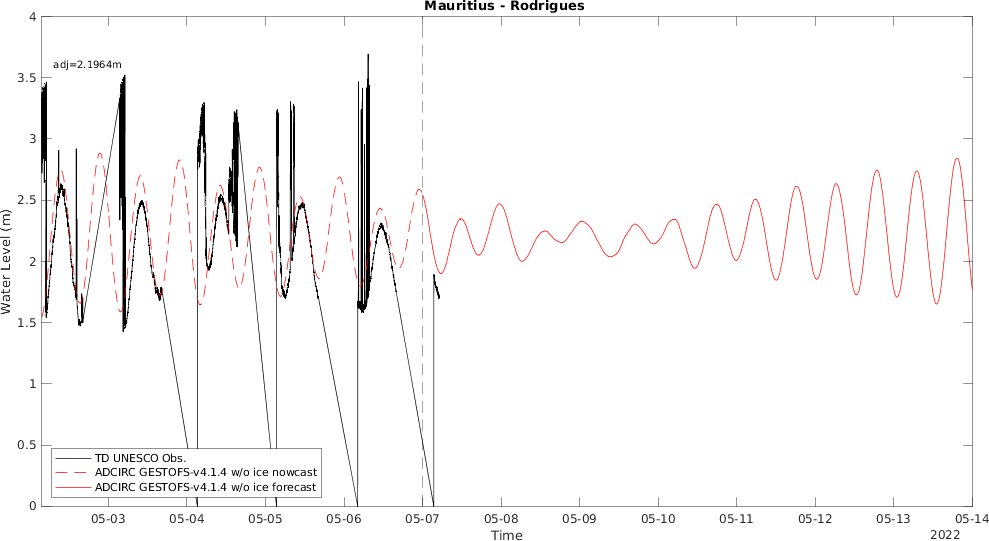 Mauritius - Rodrigues
4
adj=2.1964m
3.5
3
2.5
2
1.5
1
0.5
0
Water Level (m)
TD UNESCO Obs.
ADCIRC GESTOFS-v4.1.4 w/o ice nowcast
ADCIRC GESTOFS-v4.1.4 w/o ice forecast
05-03 05-04 05-05 05-06 05-07 05-08 05-09 05-10 05-11 05-12 05-13 05-14
Time
2022